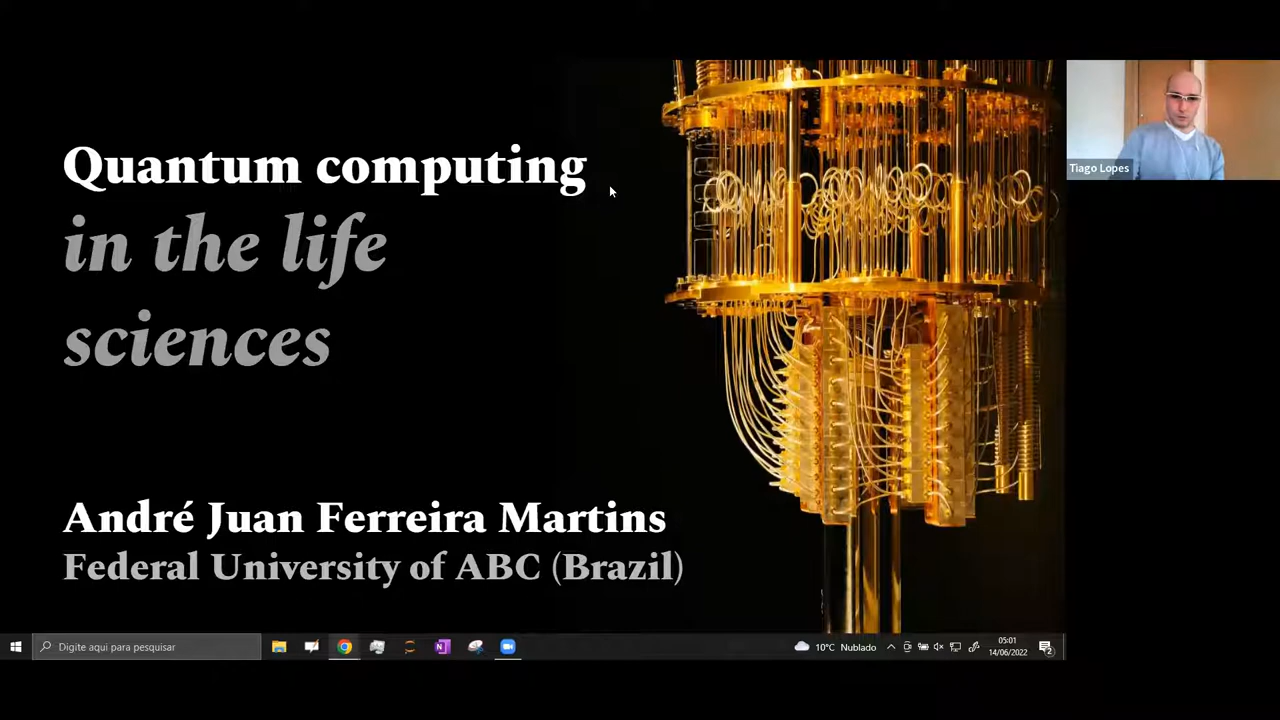 Quantum computing
in the life
sciences
Tiago Lopes
André Juan Ferreira Martins
Federal University of ABC (Brazil)
Digite aqui para pesquisar
10°C Nublado
05:01
14/06/2022
2